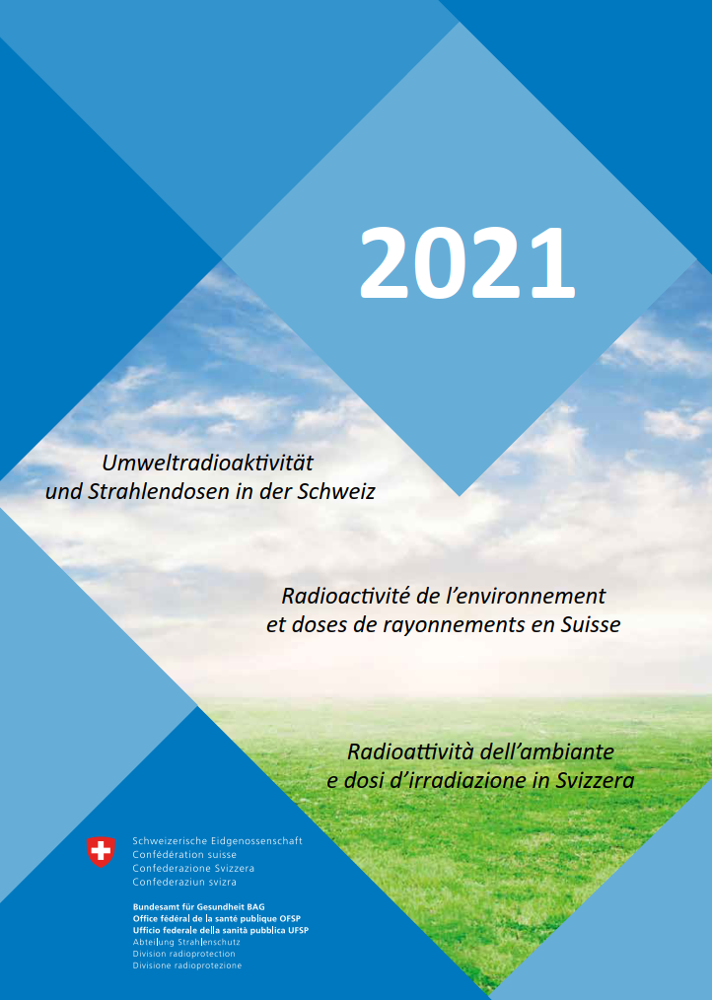 2021
Umweltradioaktivität
und Strahlendosen in der Schweiz
Radioactivité de l’environnement
et doses de rayonnements en Suisse
Radioattività dell’ambiante
e dosi d’irradiazione in Svizzera
Schweizerische Eidgenossenschaft
Confédération suisse
Confederazione Svizzera
Confederaziun svizra
Bundesamt für Gesundheit BAG
Office fédéral de la santé publique OFSP
Ufficio federale della sanità pubblica UFSP
Abteilung Strahlenschutz
Division radioprotection
Divisione radioprotezione